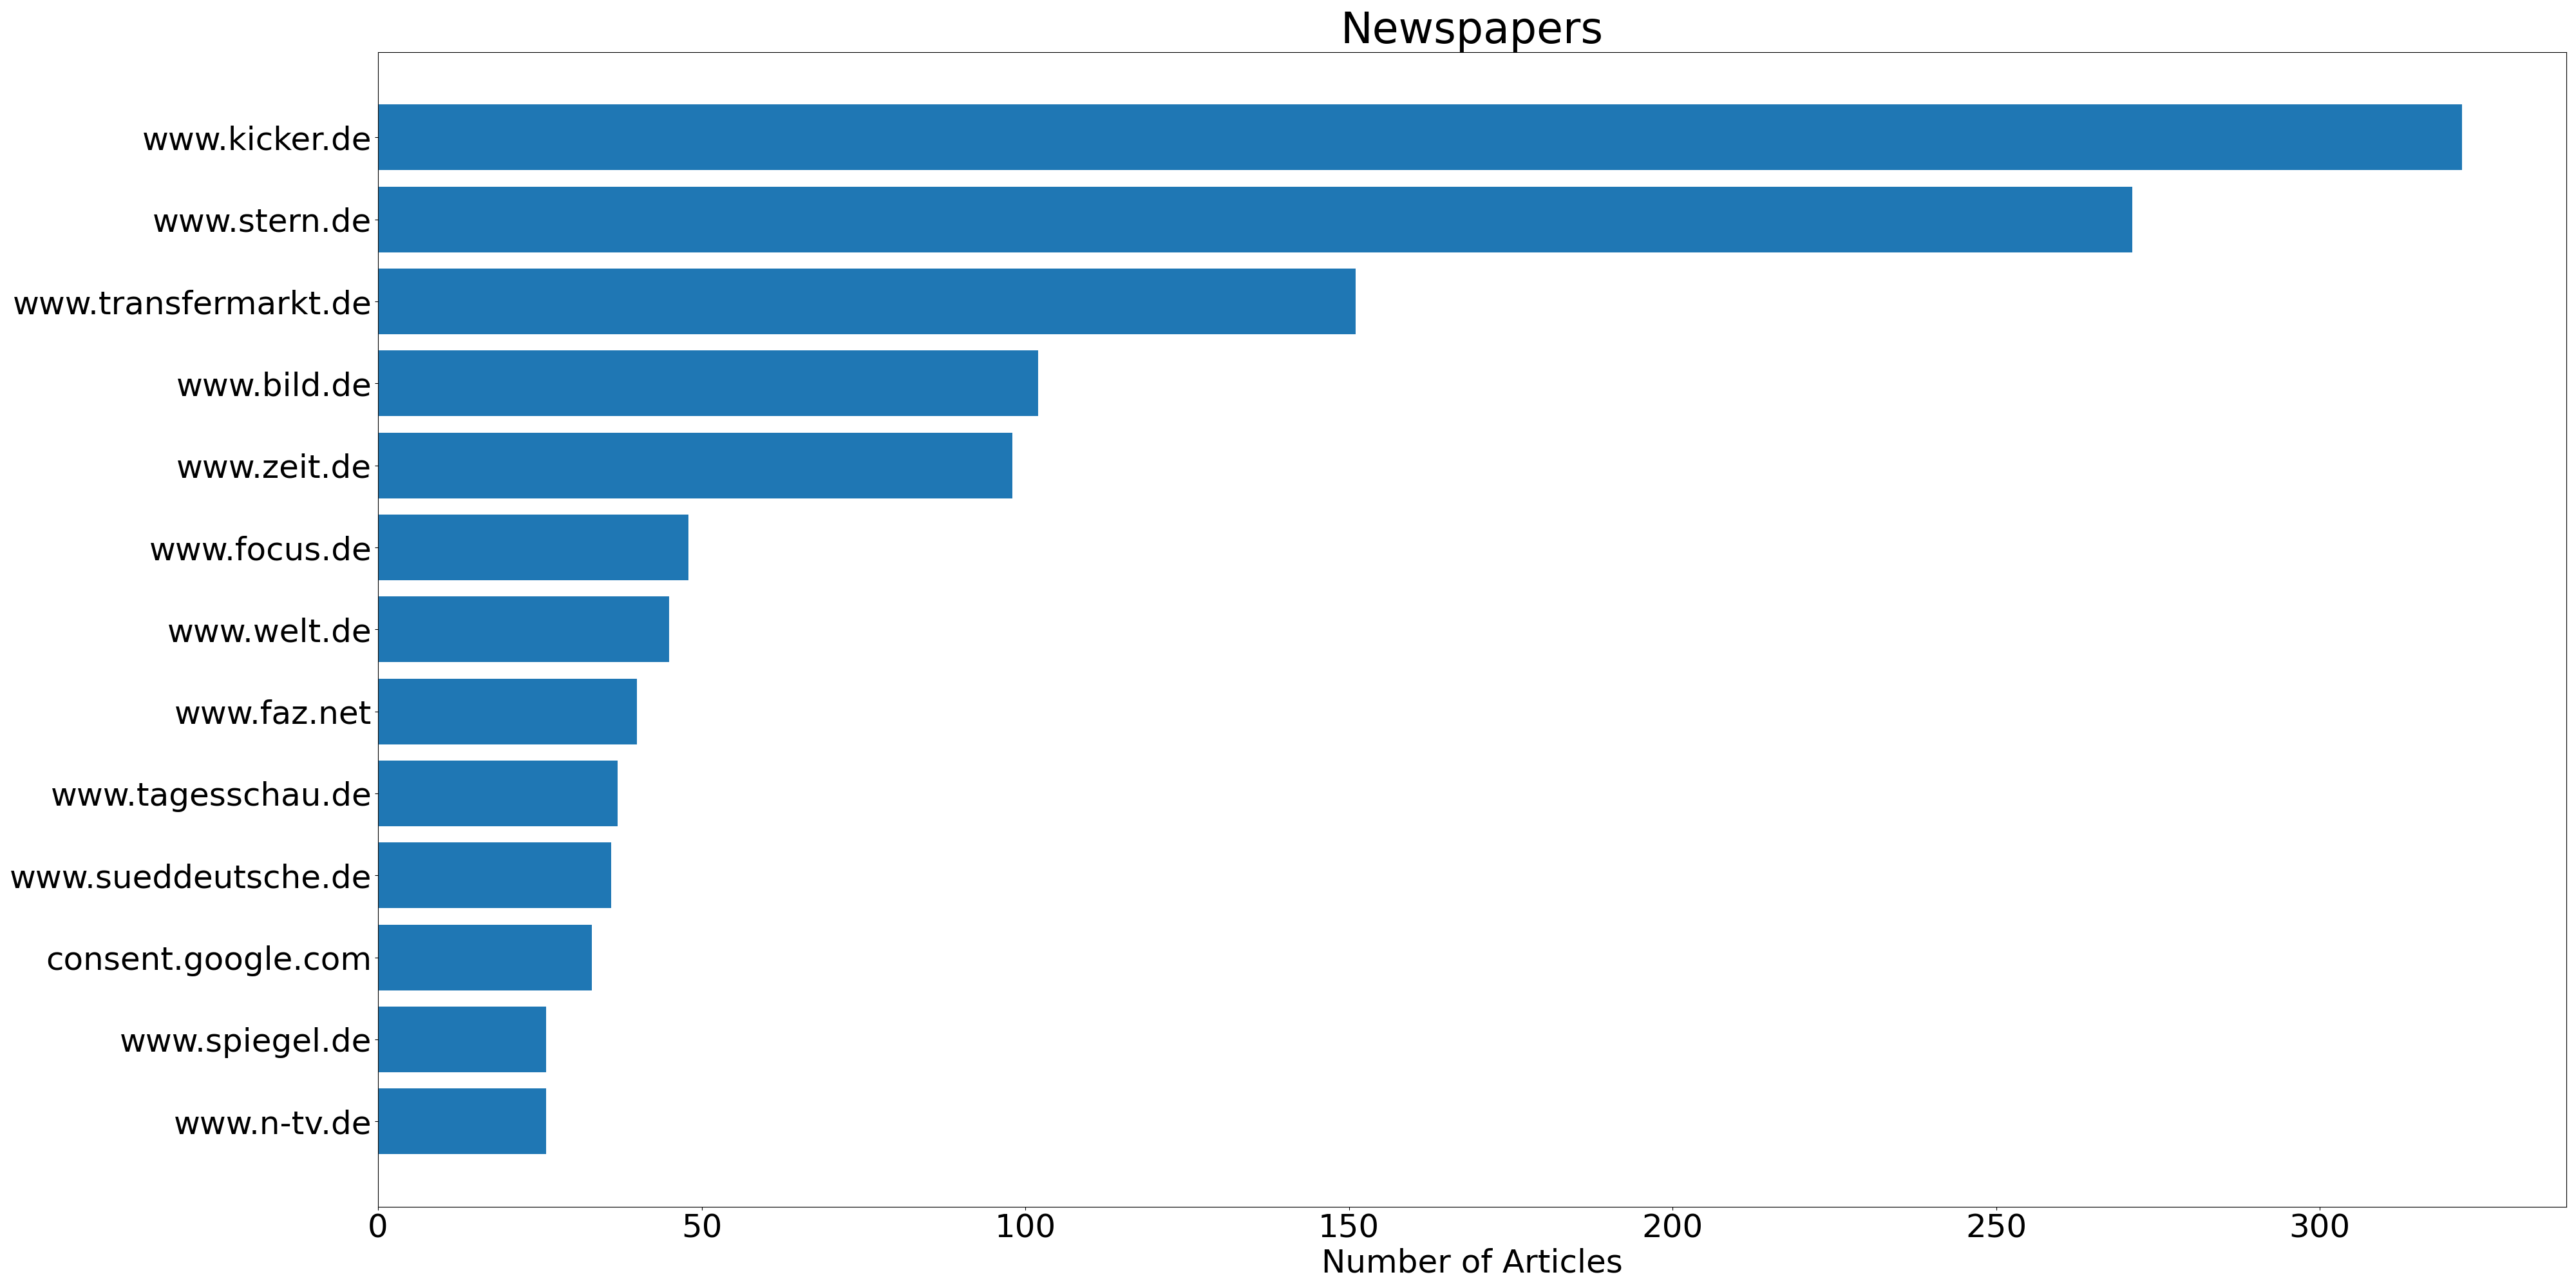 Newspapers
www.kicker.de
www.stern.de
www.transfermarkt.de
www.bild.de
www.zeit.de
www.focus.de
www.welt.de
www.faz.net
www.tagesschau.de
www.sueddeutsche.de
consent.google.com
www.spiegel.de
www.n-tv.de
0 50 100 150 200 250 300
Number of Articles